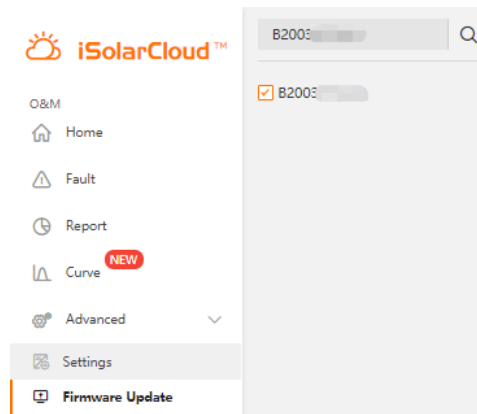 iSolarCloud™
O&M
Home
Fault
Report
Curve
NEW
Advanced
Settings
Firmware Update
B2003
B2003